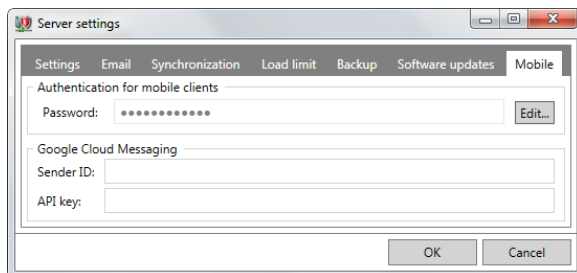 Server settings
Settings Email Synchronization Load limit Backup Software updates Mobile
Authentication for mobile clients
Password: ●●●●●●●●●●●● Edit...
Google Cloud Messaging
Sender ID:
API key:
OK Cancel